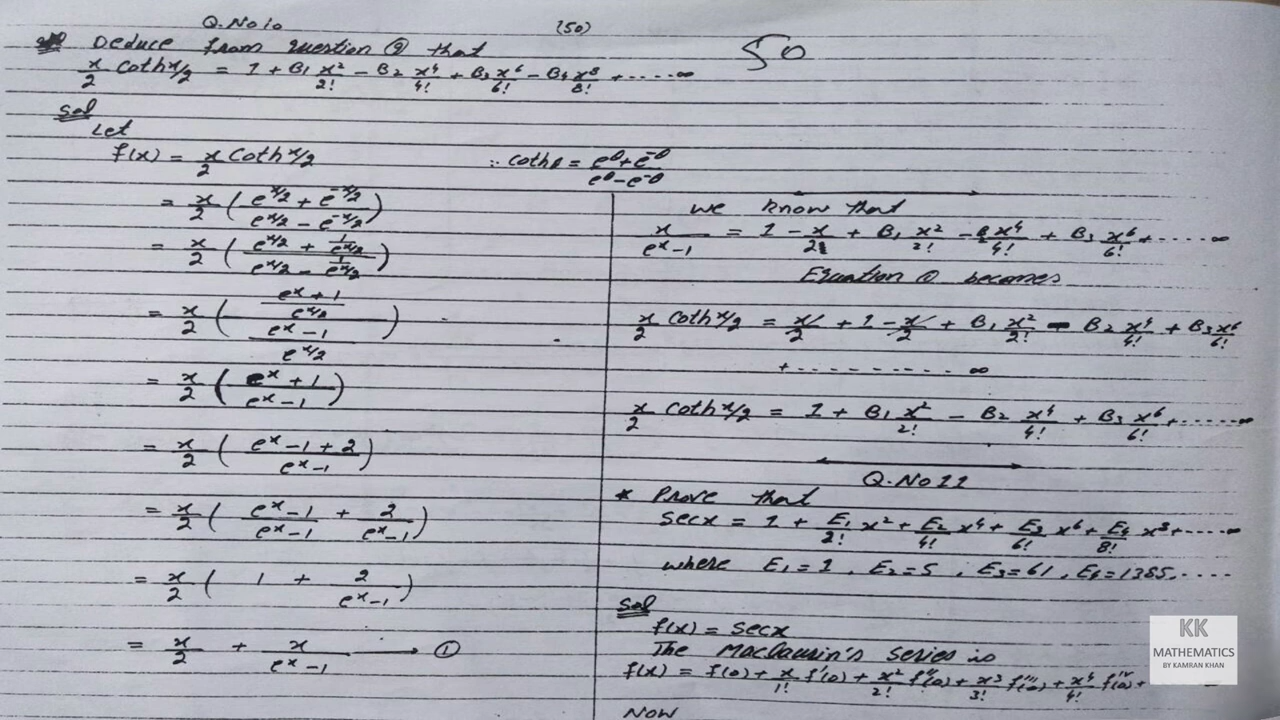 Q.No 10 (50)
50
Deduce from question ⑨ that
x/2 Coth x/2 = 1 + B₁ x²/2! - B₂ x⁴/4! + B₃ x⁶/6! - B₄ x⁸/8! + ..... ∞
Sol
Let
f(x) = x/2 Coth x/2 ∵ cothθ = (e^θ + e^-θ)/(e^θ - e^-θ)
= x/2 ( (e^x/2 + e^-x/2)/(e^x/2 - e^-x/2) )
= x/2 ( (e^x/2 + 1/e^x/2)/(e^x/2 - 1/e^x/2) )
= x/2 ( ((e^x + 1)/e^x/2)/((e^x - 1)/e^x/2) )
= x/2 ( (e^x + 1)/(e^x - 1) )
= x/2 ( (e^x - 1 + 2)/(e^x - 1) )
= x/2 ( (e^x - 1)/(e^x - 1) + 2/(e^x - 1) )
= x/2 ( 1 + 2/(e^x - 1) )
= x/2 + x/(e^x - 1) → ①
we know that
x/(e^x - 1) = 1 - x/2 + B₁ x²/2! - B₂ x⁴/4! + B₃ x⁶/6! + ..... ∞
Equation ① becomes
x/2 Coth x/2 = x/2 + 1 - x/2 + B₁ x²/2! - B₂ x⁴/4! + B₃ x⁶/6!
+ ......... ∞
x/2 Coth x/2 = 1 + B₁ x²/2! - B₂ x⁴/4! + B₃ x⁶/6! + ..... ∞
Q.No 11
* Prove that
secx = 1 + E₁/2! x² + E₂/4! x⁴ + E₃/6! x⁶ + E₄/8! x⁸ + ..... ∞
where E₁ = 1 , E₂ = 5 , E₃ = 61 , E₄ = 1385, ....
Sol
f(x) = secx
The Maclaurin's Series is
f(x) = f(0) + x/1! f'(0) + x²/2! f''(0) + x³/3! f'''(0) + x⁴/4! f^iv(0) +
Now
KK
MATHEMATICS
BY KAMRAN KHAN